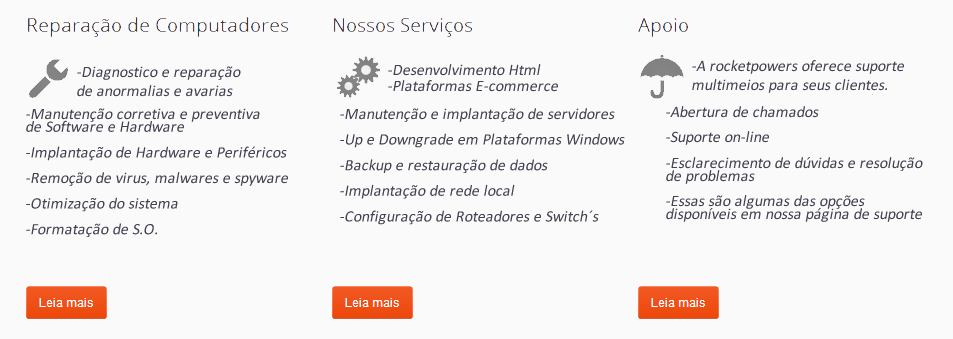 Reparação de Computadores
-Diagnostico e reparação
de anormalias e avarias
-Manutenção corretiva e preventiva
de Software e Hardware
-Implantação de Hardware e Periféricos
-Remoção de virus, malwares e spyware
-Otimização do sistema
-Formatação de S.O.
Leia mais
Nossos Serviços
-Desenvolvimento Html
-Plataformas E-commerce
-Manutenção e implantação de servidores
-Up e Downgrade em Plataformas Windows
-Backup e restauração de dados
-Implantação de rede local
-Configuração de Roteadores e Switch´s
Leia mais
Apoio
-A rocketpowers oferece suporte
multimeios para seus clientes.
-Abertura de chamados
-Suporte on-line
-Esclarecimento de dúvidas e resolução
de problemas
-Essas são algumas das opções
disponíveis em nossa página de suporte
Leia mais